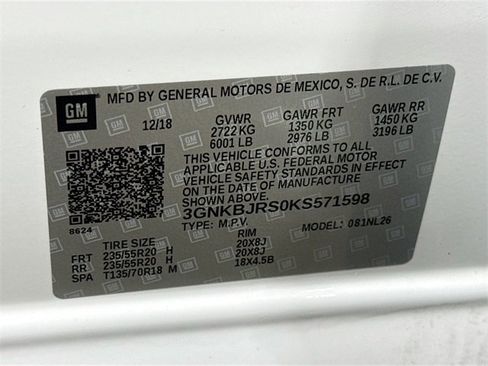 GM MFD BY GENERAL MOTORS DE MEXICO, S. DE R.L. DE C.V.
12/18 GVWR GAWR FRT GAWR RR
2722 KG 1350 KG 1450 KG
6001 LB 2976 LB 3196 LB
THIS VEHICLE CONFORMS TO ALL
APPLICABLE U.S. FEDERAL MOTOR
VEHICLE SAFETY STANDARDS IN EFFECT
ON THE DATE OF MANUFACTURE
SHOWN ABOVE.
3GNKBJRS0KS571598
8624 TYPE: M.P.V. MODEL: 081NL26
TIRE SIZE RIM
FRT 235/55R20 H 20X8J
RR 235/55R20 H 20X8J
SPA T135/70R18 M 18X4.5B